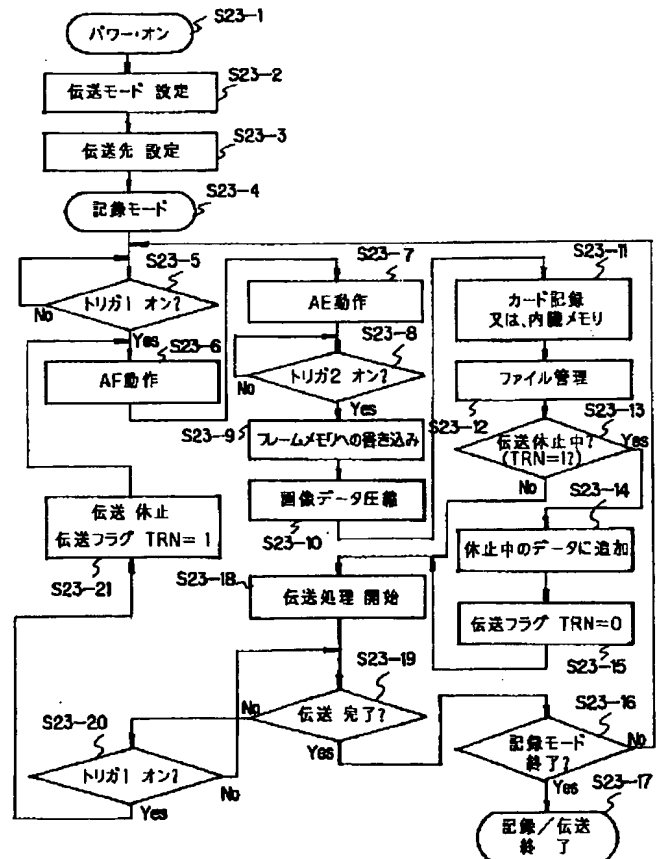 S23-1
パワー・オン
S23-2
伝送モード 設定
S23-3
伝送先 設定
S23-4
記録モード
S23-5
トリガ1 オン?
No
Yes
S23-6
AF動作
S23-7
AE動作
S23-8
トリガ2 オン?
No
Yes
S23-9
フレームメモリへの書き込み
画像データ圧縮
S23-10
S23-11
カード記録
又は、内臓メモリ
ファイル管理
S23-12
S23-13
伝送休止中?
(TRN=1?)
Yes
No
S23-14
休止中のデータに追加
伝送フラグ TRN=0
S23-15
伝送 休止
伝送フラグ TRN=1
S23-21
S23-18
伝送処理 開始
S23-19
伝送 完了?
No
Yes
S23-20
トリガ1 オン?
No
Yes
S23-16
記録モード
終了?
No
Yes
S23-17
記録/伝送
終了